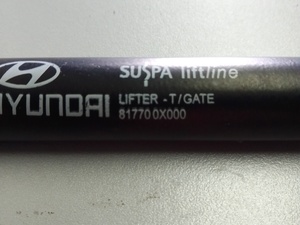 SUSPA liftline
HYUNDAI
LIFTER - T/GATE
81770 0X000